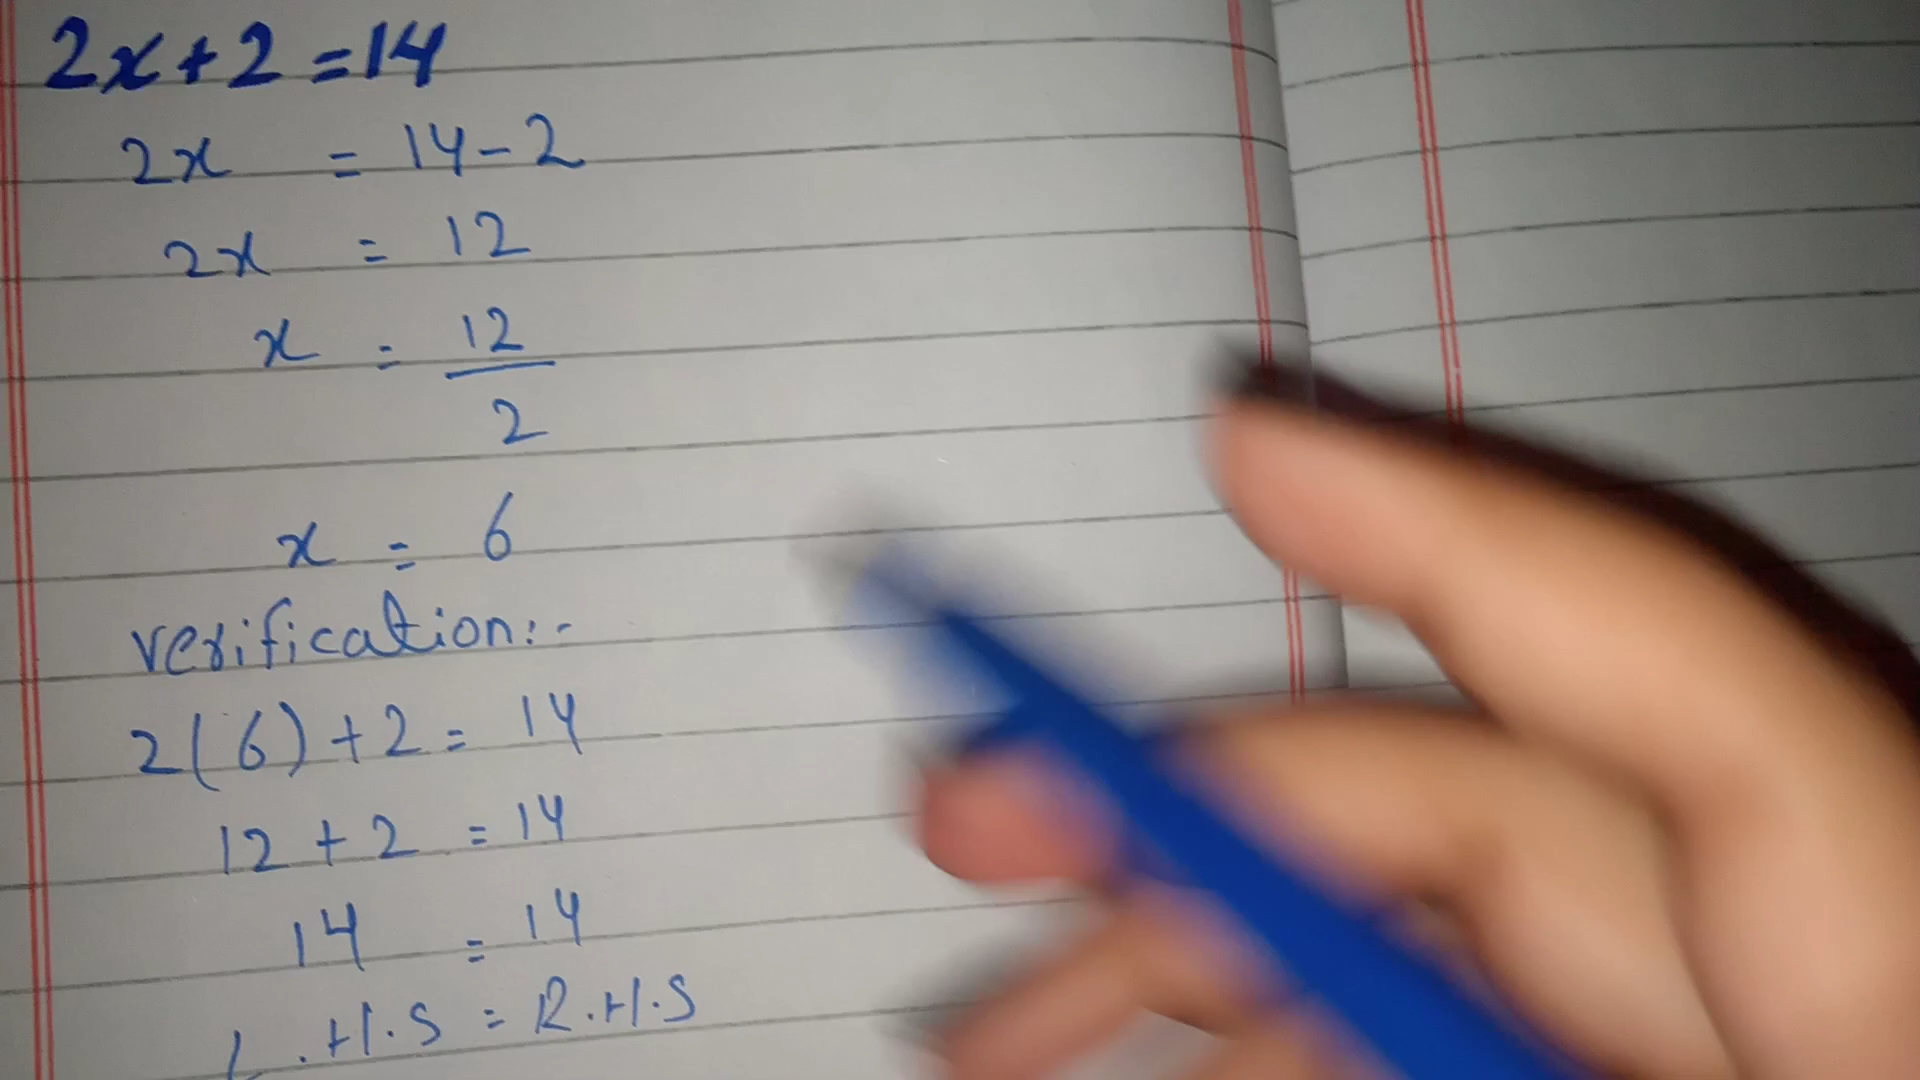 2x+2=14
2x = 14-2
2x = 12
x = 12/2
x = 6
verification:-
2(6)+2= 14
12 + 2 = 14
14 = 14
L.H.S = R.H.S